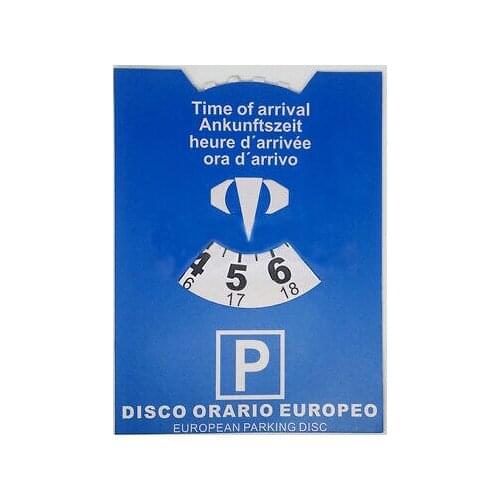 Time of arrival
Ankunftszeit
heure d´arrivée
ora d´arrivo
4 5 6
6 17 18
P
DISCO ORARIO EUROPEO
EUROPEAN PARKING DISC